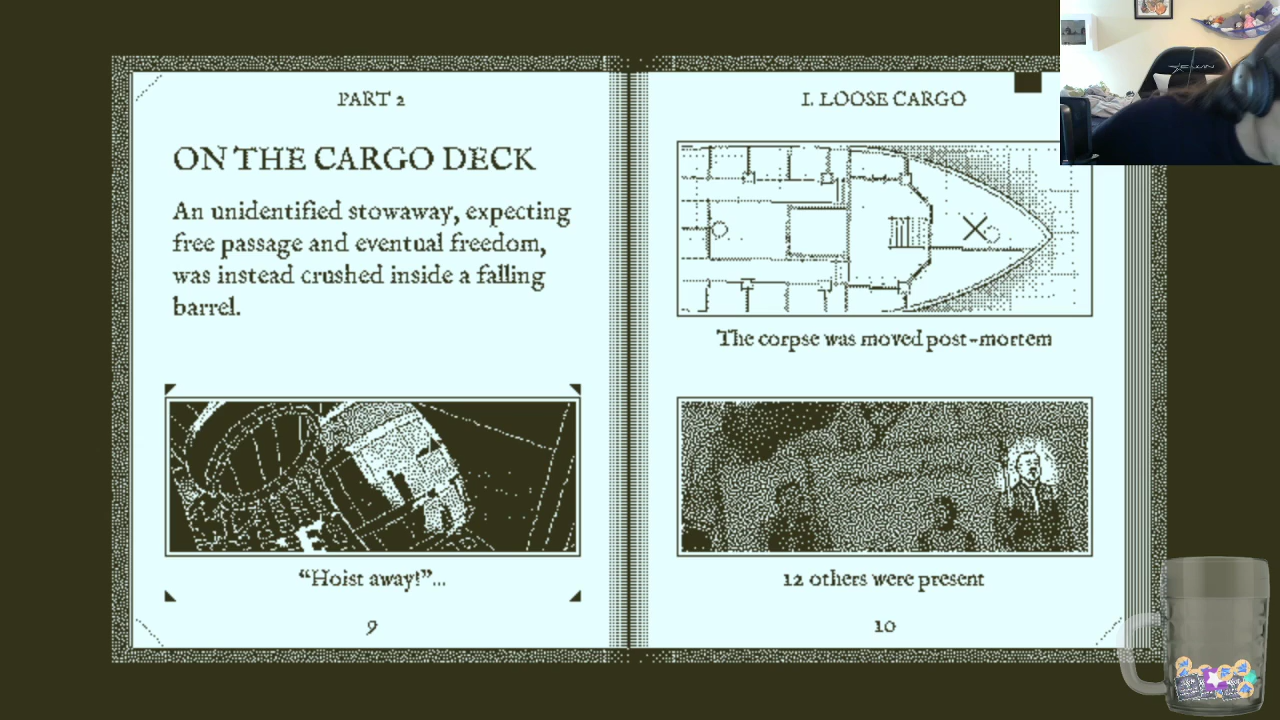 PART 2
ON THE CARGO DECK
An unidentified stowaway, expecting
free passage and eventual freedom,
was instead crushed inside a falling
barrel.
"Hoist away!"...
9
I. LOOSE CARGO
The corpse was moved post-mortem
12 others were present
10